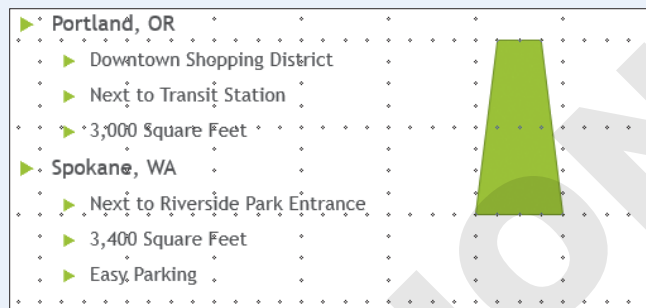 Portland, OR
Downtown Shopping District
Next to Transit Station
3,000 Square Feet
Spokane, WA
Next to Riverside Park Entrance
3,400 Square Feet
Easy Parking